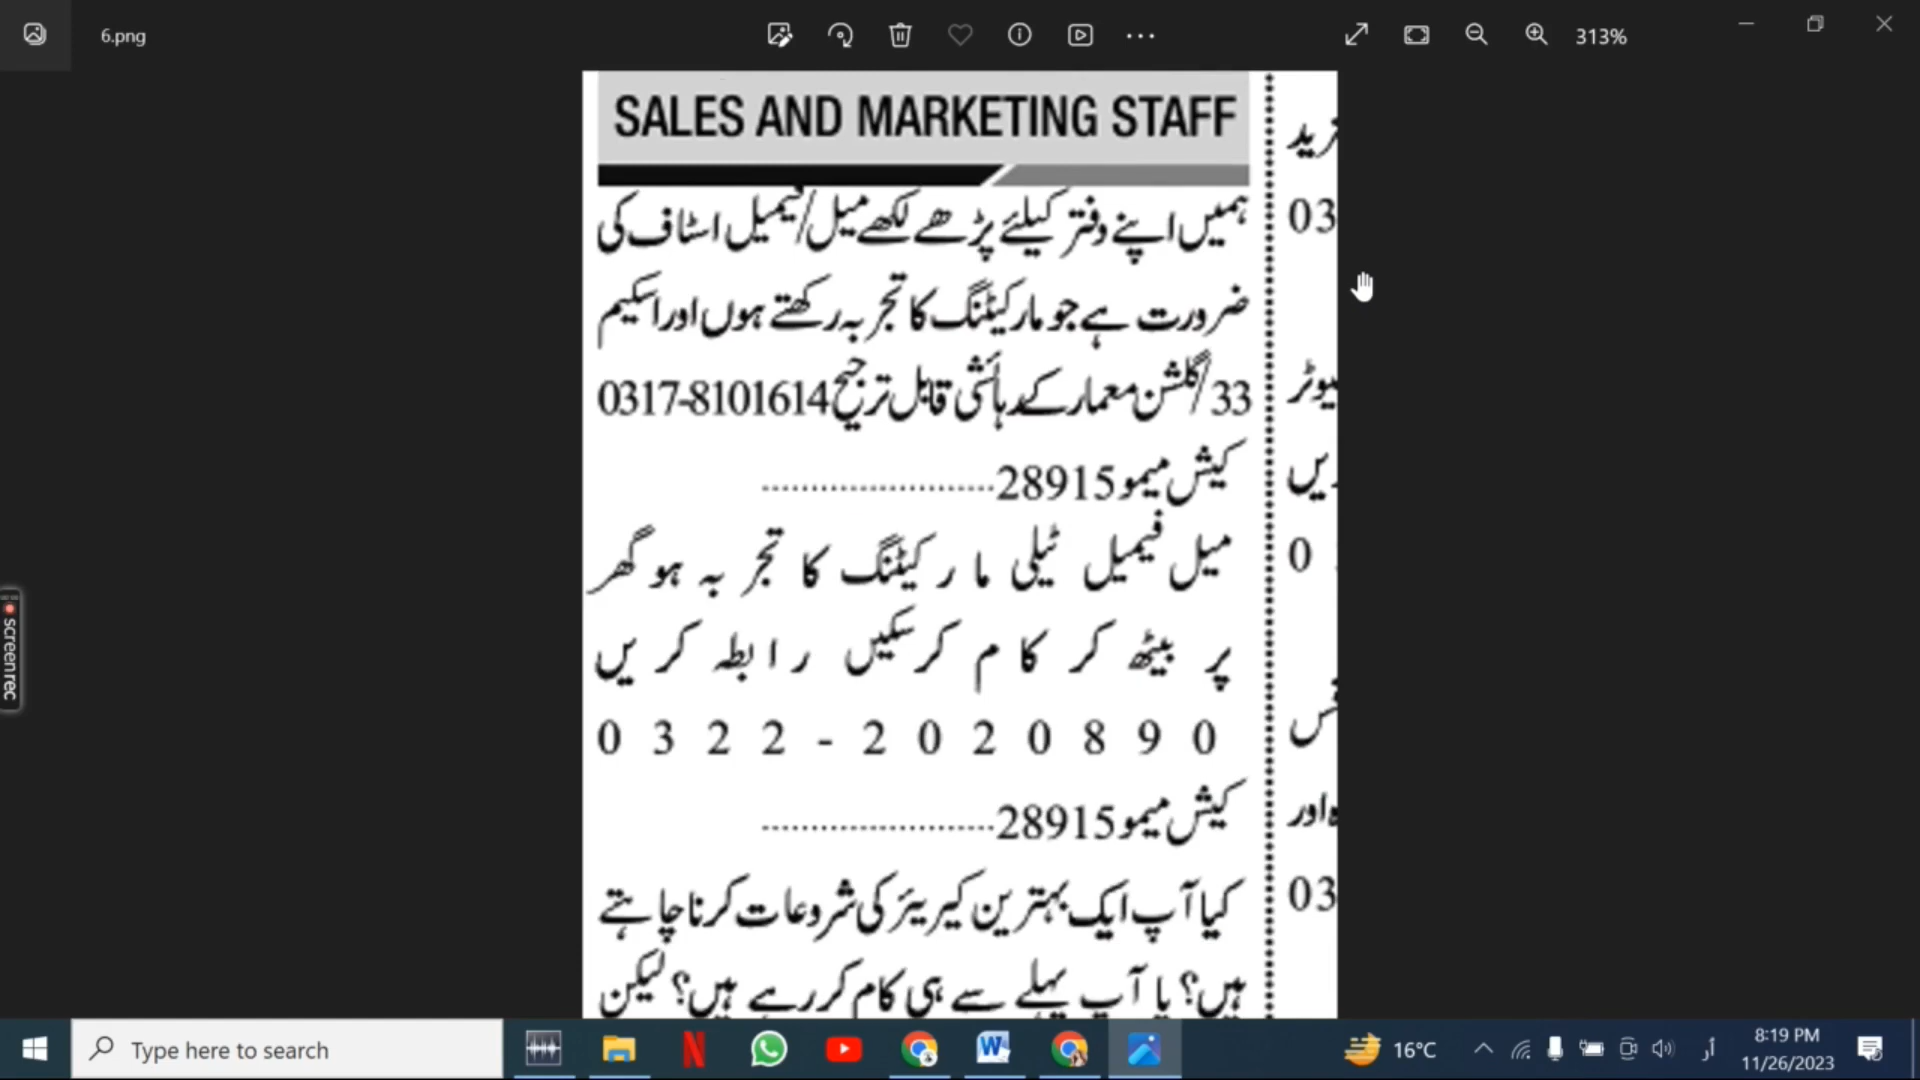 6.png
313%
SALES AND MARKETING STAFF
ہمیں اپنے دفتر کیلئے پڑھے لکھے میل/فیمیل اسٹاف کی
ضرورت ہے جو مارکیٹنگ کا تجربہ رکھتے ہوں اور اسکیم
33/گلشن معمار کے رہائشی قابل ترجیح 0317-8101614
کیش میمو 28915.......................
میل فیمیل ٹیلی مارکیٹنگ کا تجربہ ہو گھر
پر بیٹھ کر کام کرسکیں رابطہ کریں
0322-2020890
کیش میمو 28915.......................
کیا آپ ایک بہترین کیریئر کی شروعات کرنا چاہتے
ہیں؟ یا آپ پہلے سے ہی کام کررہے ہیں؟ لیکن
03
0
اور
03
screenrec
Type here to search
16°C
8:19 PM
11/26/2023